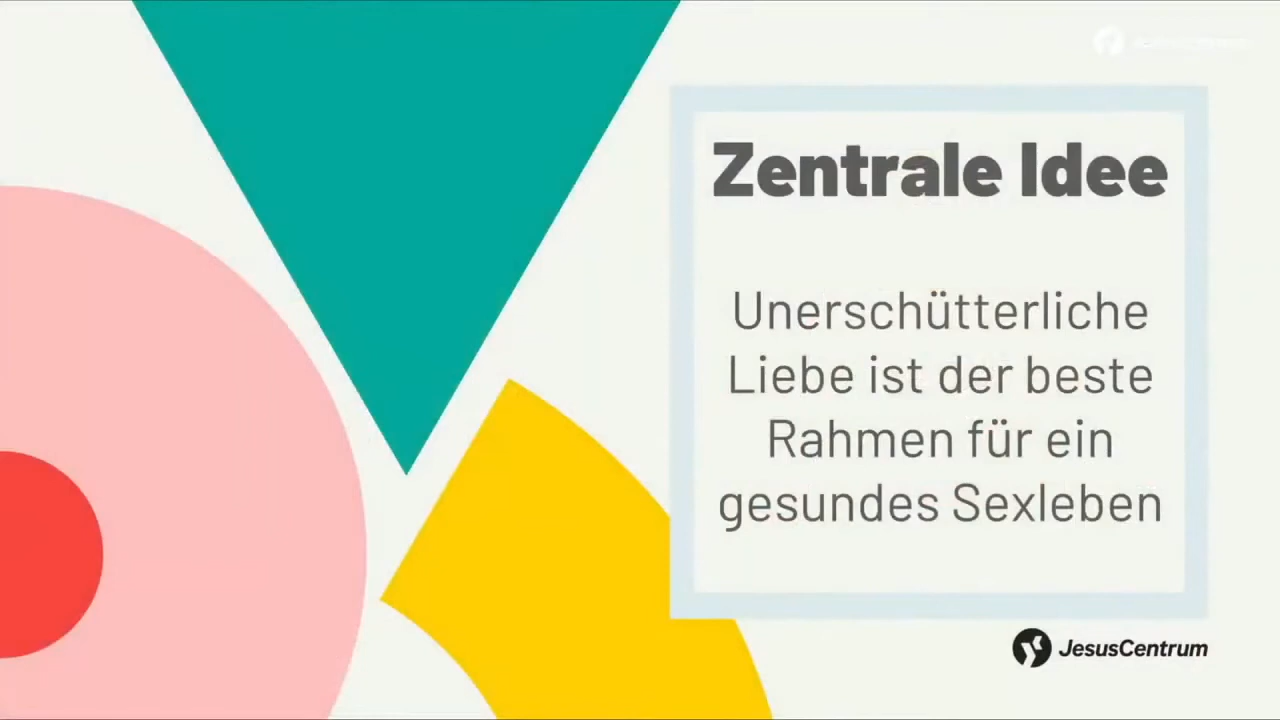 Zentrale Idee
Unerschütterliche
Liebe ist der beste
Rahmen für ein
gesundes Sexleben
JesusCentrum